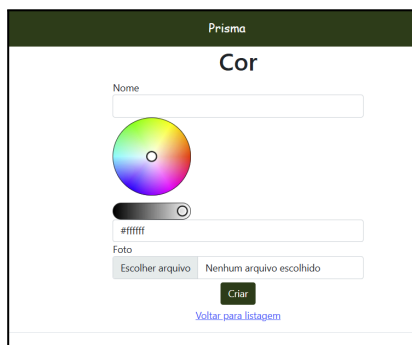 Prisma
Cor
Nome
#ffffff
Foto
Escolher arquivo Nenhum arquivo escolhido
Criar
Voltar para listagem